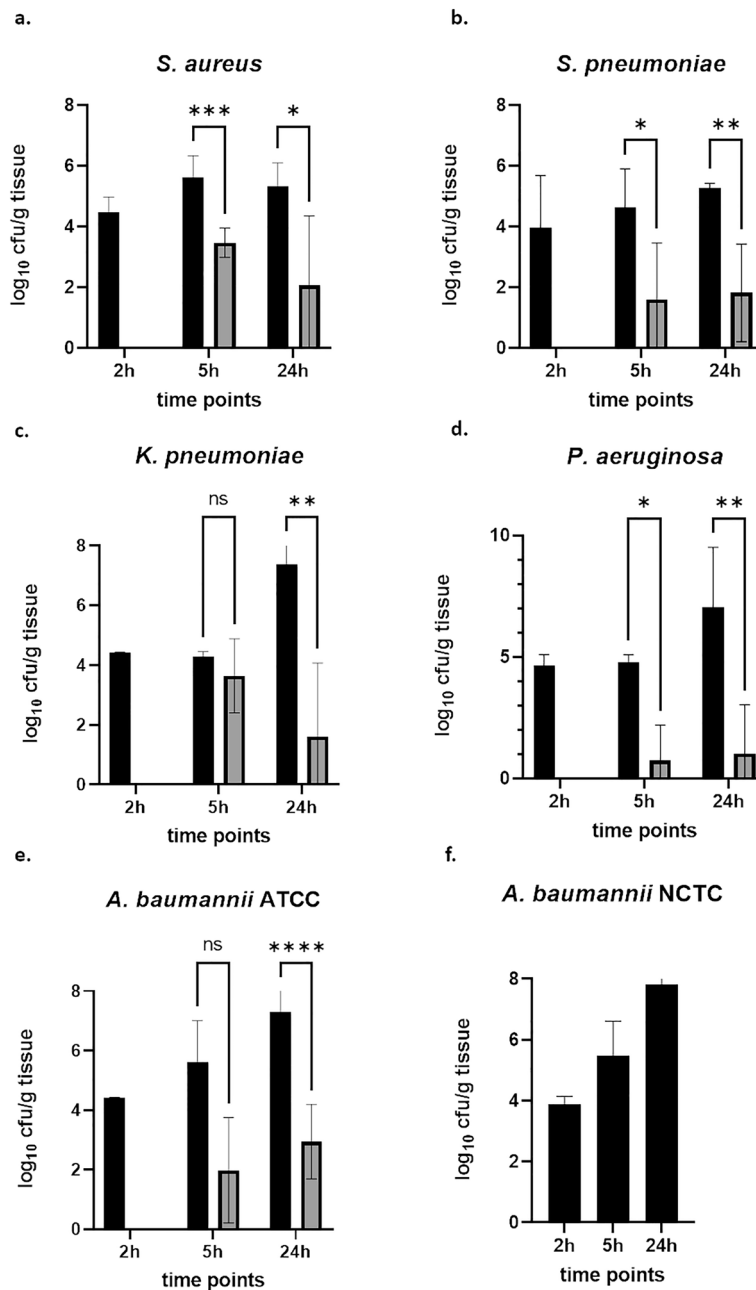 a.
S. aureus
log10 cfu/g tissue
8
6
4
2
0
*** *
2h 5h 24h
time points
b.
S. pneumoniae
log10 cfu/g tissue
8
6
4
2
0
* **
2h 5h 24h
time points
c.
K. pneumoniae
log10 cfu/g tissue
8
6
4
2
0
ns **
2h 5h 24h
time points
d.
P. aeruginosa
log10 cfu/g tissue
10
5
0
* **
2h 5h 24h
time points
e.
A. baumannii ATCC
log10 cfu/g tissue
8
6
4
2
0
ns ****
2h 5h 24h
time points
f.
A. baumannii NCTC
log10 cfu/g tissue
8
6
4
2
0
2h 5h 24h
time points